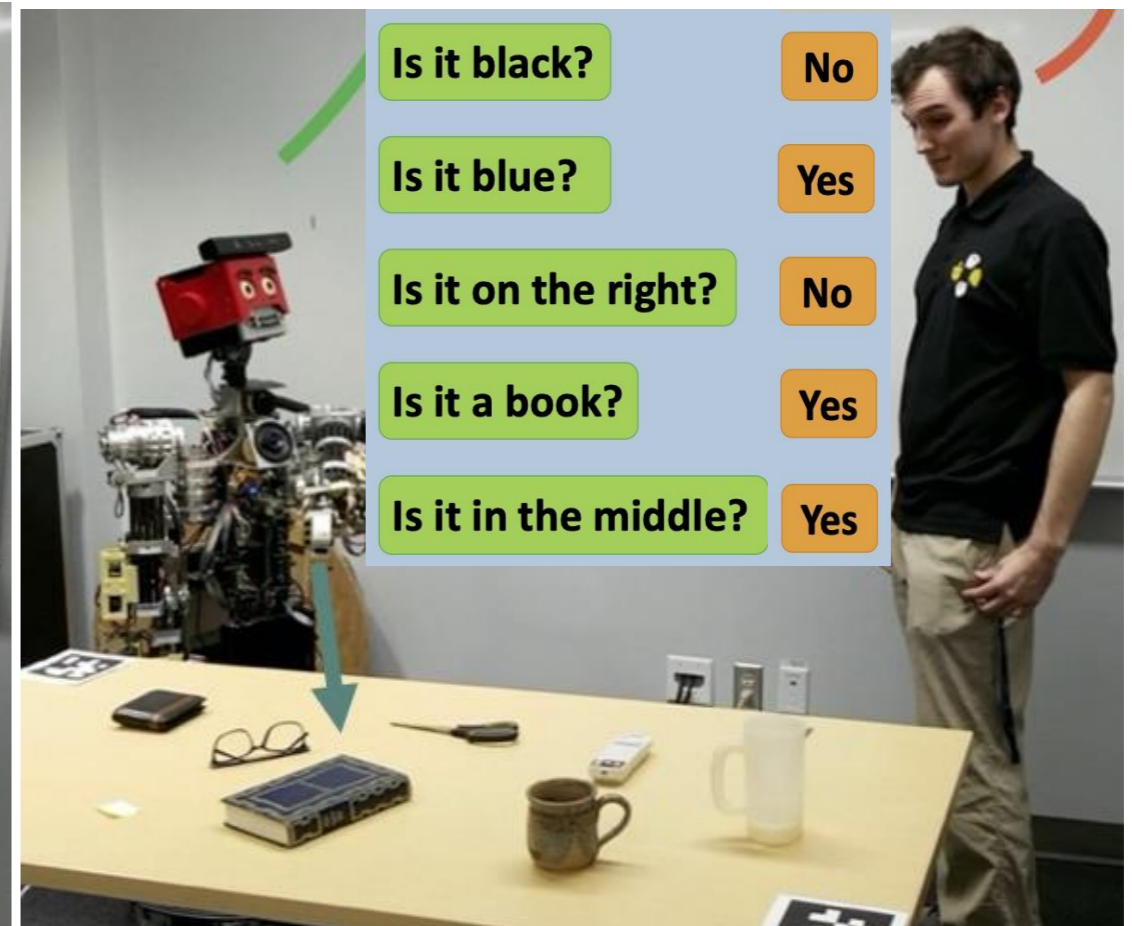 Is it black?
No
Is it blue?
Yes
Is it on the right?
No
Is it a book?
Yes
Is it in the middle?
Yes